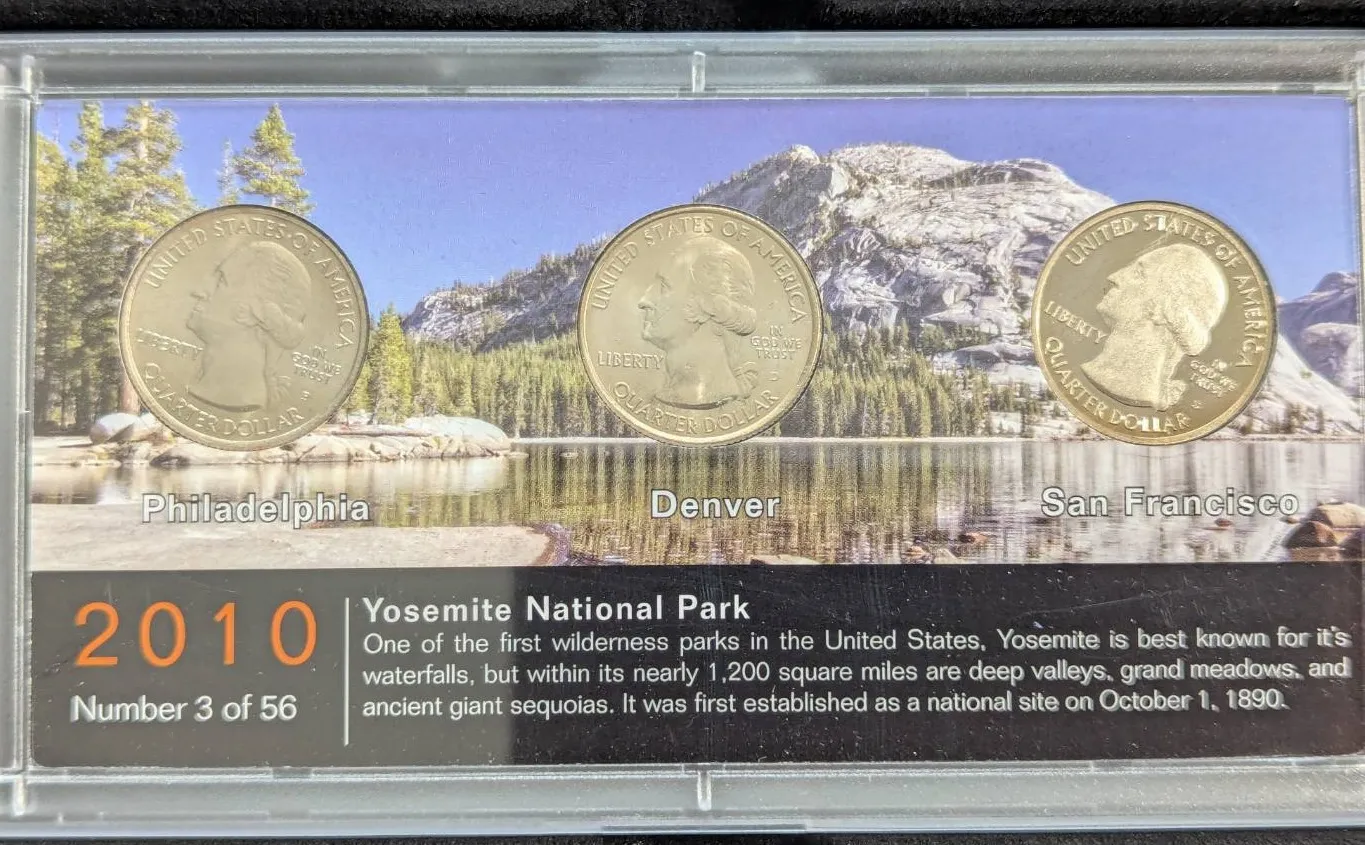 UNITED STATES OF AMERICA
LIBERTY
IN
GOD WE
TRUST
P
QUARTER DOLLAR
UNITED STATES OF AMERICA
LIBERTY
IN
GOD WE
TRUST
D
QUARTER DOLLAR
UNITED STATES OF AMERICA
LIBERTY
IN
GOD WE
TRUST
S
QUARTER DOLLAR
Philadelphia
Denver
San Francisco
2010
Number 3 of 56
Yosemite National Park
One of the first wilderness parks in the United States, Yosemite is best known for it's
waterfalls, but within its nearly 1,200 square miles are deep valleys, grand meadows, and
ancient giant sequoias. It was first established as a national site on October 1, 1890.